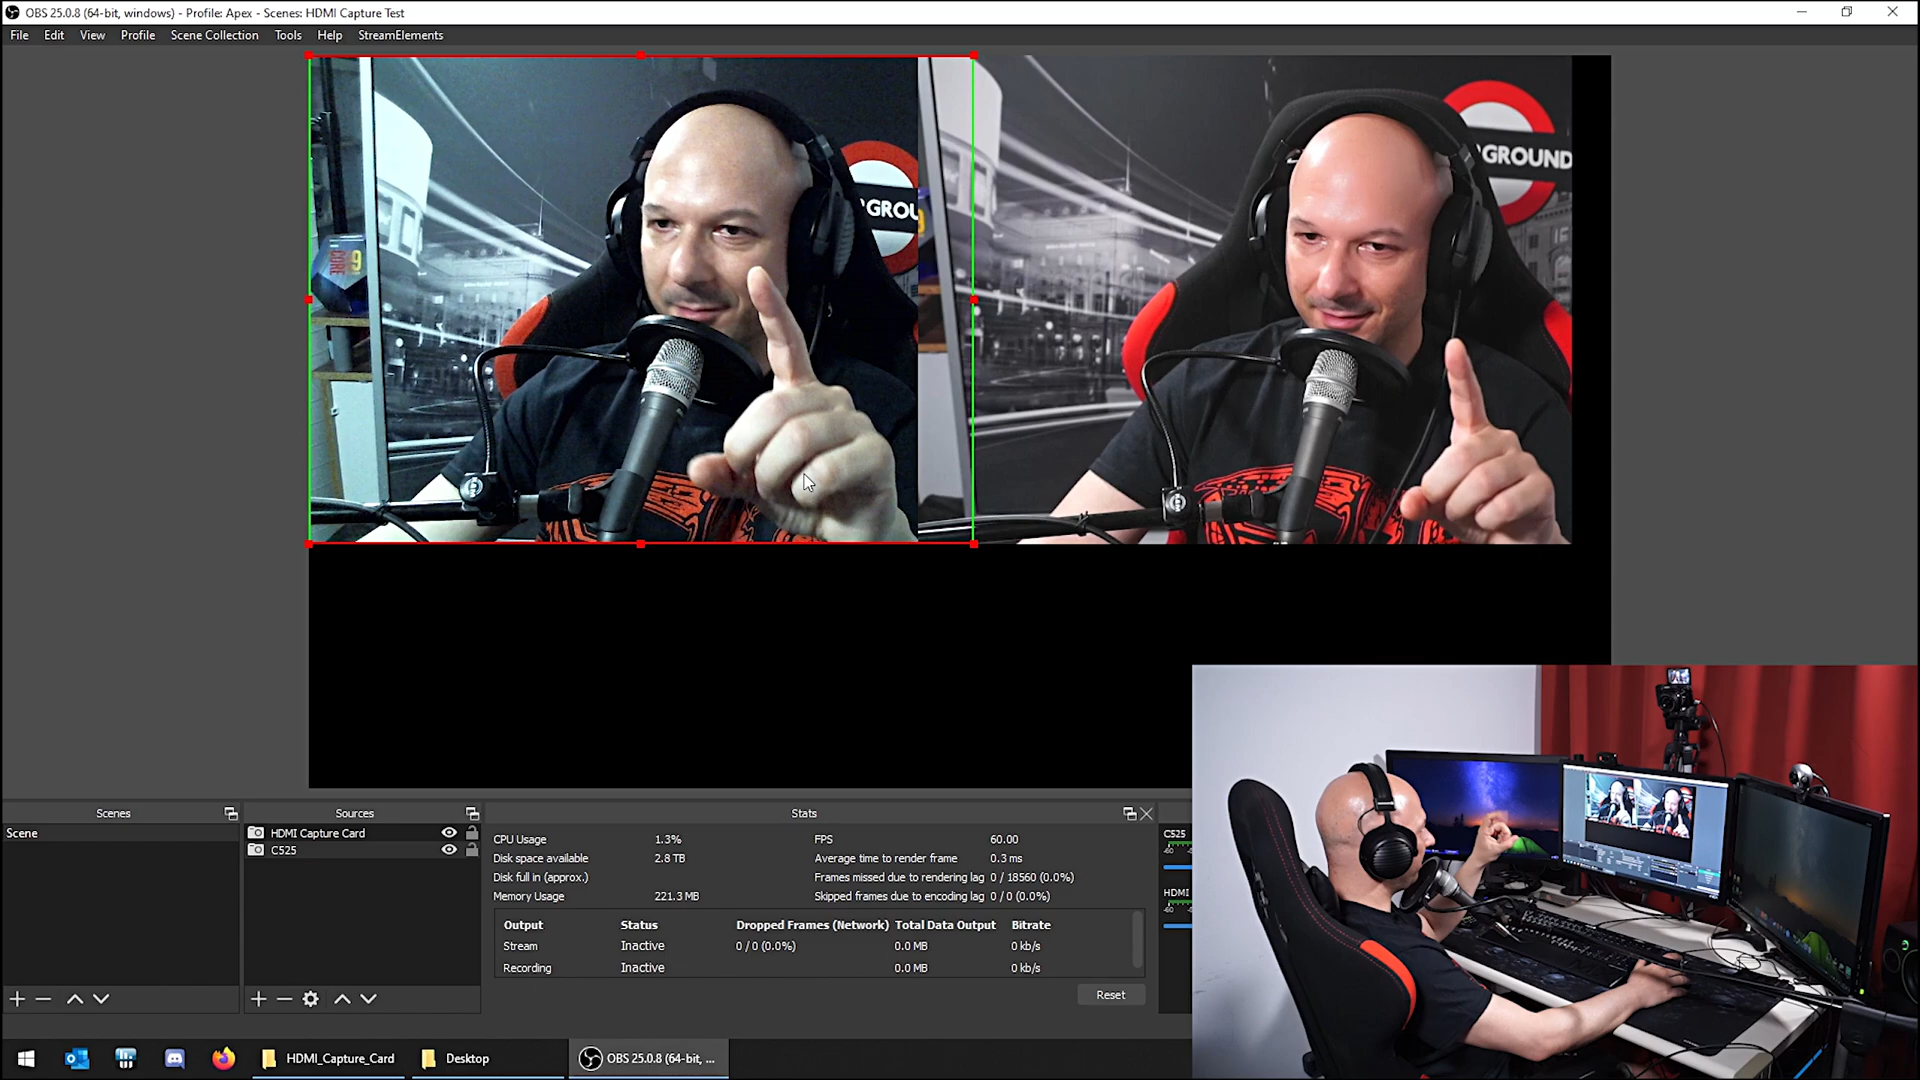 OBS 25.0.8 (64-bit, windows) - Profile: Apex - Scenes: HDMI Capture Test
File Edit View Profile Scene Collection Tools Help StreamElements
CORE i9
GROU
9
RGROUND
Scenes
Sources
Stats
Scene
HDMI Capture Card
C525
CPU Usage 1.3% FPS 60.00
Disk space available 2.8 TB Average time to render frame 0.3 ms
Disk full in (approx.) Frames missed due to rendering lag 0 / 18560 (0.0%)
Memory Usage 221.3 MB Skipped frames due to encoding lag 0 / 0 (0.0%)
Output Status Dropped Frames (Network) Total Data Output Bitrate
Stream Inactive 0 / 0 (0.0%) 0.0 MB 0 kb/s
Recording Inactive 0.0 MB 0 kb/s
Reset
C525
-60 -
HDMI
-60 -
HDMI_Capture_Card
Desktop
OBS 25.0.8 (64-bit, ...